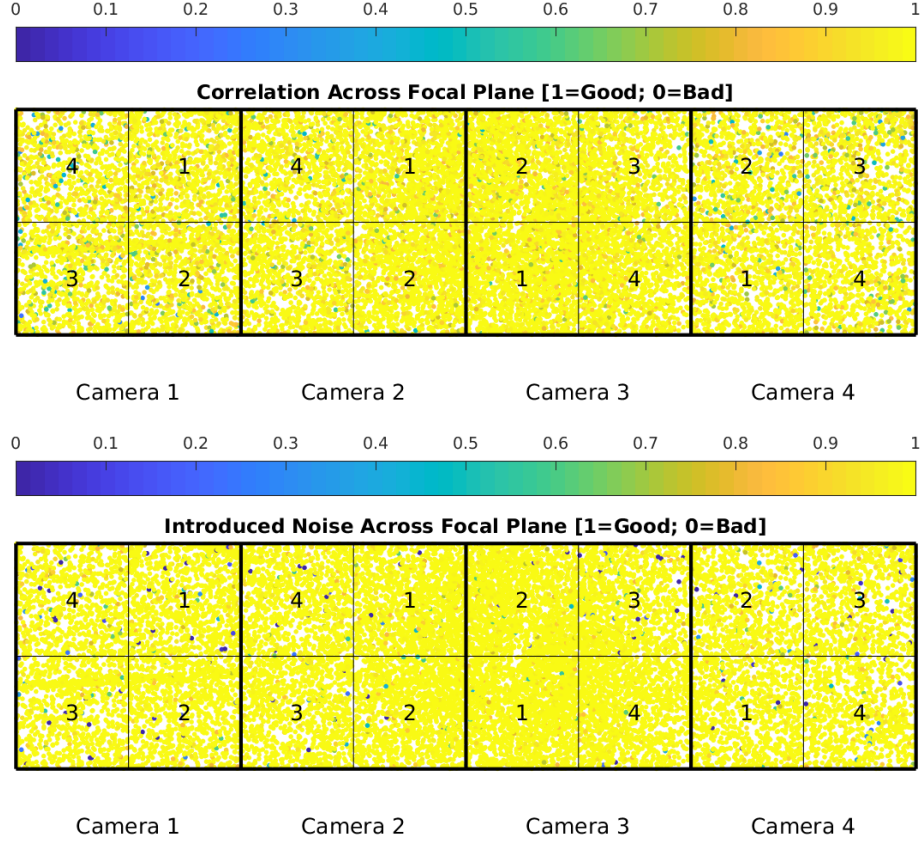 0 0.1 0.2 0.3 0.4 0.5 0.6 0.7 0.8 0.9 1
Correlation Across Focal Plane [1=Good; 0=Bad]
4 1 4 1 2 3 2 3
3 2 3 2 1 4 1 4
Camera 1 Camera 2 Camera 3 Camera 4
0 0.1 0.2 0.3 0.4 0.5 0.6 0.7 0.8 0.9 1
Introduced Noise Across Focal Plane [1=Good; 0=Bad]
4 1 4 1 2 3 2 3
3 2 3 2 1 4 1 4
Camera 1 Camera 2 Camera 3 Camera 4